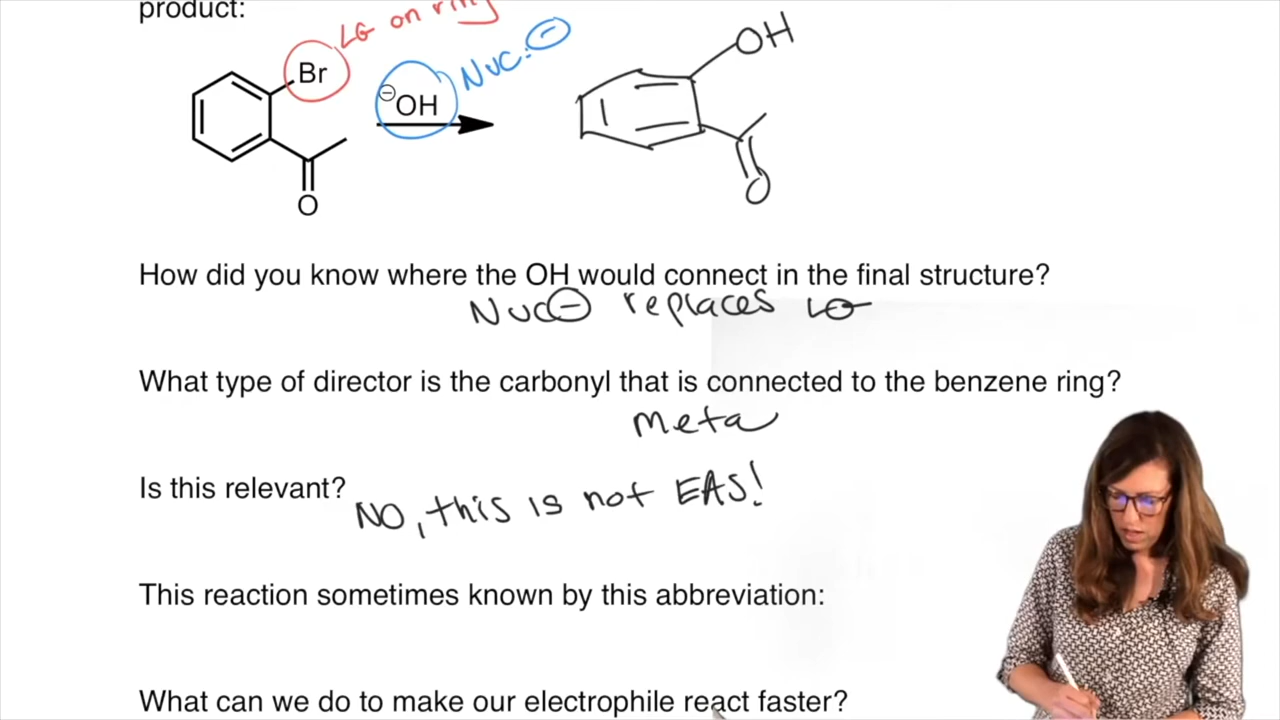 product:
LG on ring
Br
⊖OH
Nuc:⊖
OH
O
O
How did you know where the OH would connect in the final structure?
Nuc⊖ replaces LG
What type of director is the carbonyl that is connected to the benzene ring?
meta
Is this relevant?
NO, this is not EAS!
This reaction sometimes known by this abbreviation:
What can we do to make our electrophile react faster?